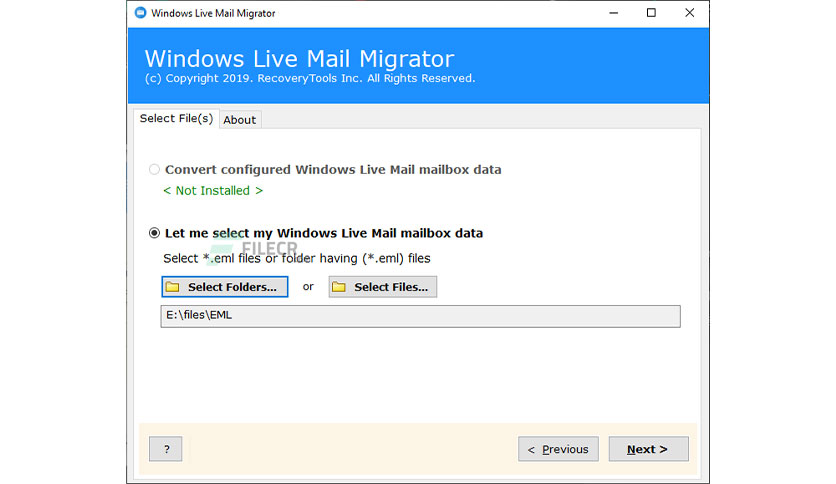 Windows Live Mail Migrator
Windows Live Mail Migrator
(c) Copyright 2019. RecoveryTools Inc. All Rights Reserved.
Select File(s)
About
Convert configured Windows Live Mail mailbox data
< Not Installed >
Let me select my Windows Live Mail mailbox data
FILECR
Select *.eml files or folder having (*.eml) files
Select Folders... or Select Files...
E:\files\EML
? < Previous Next >